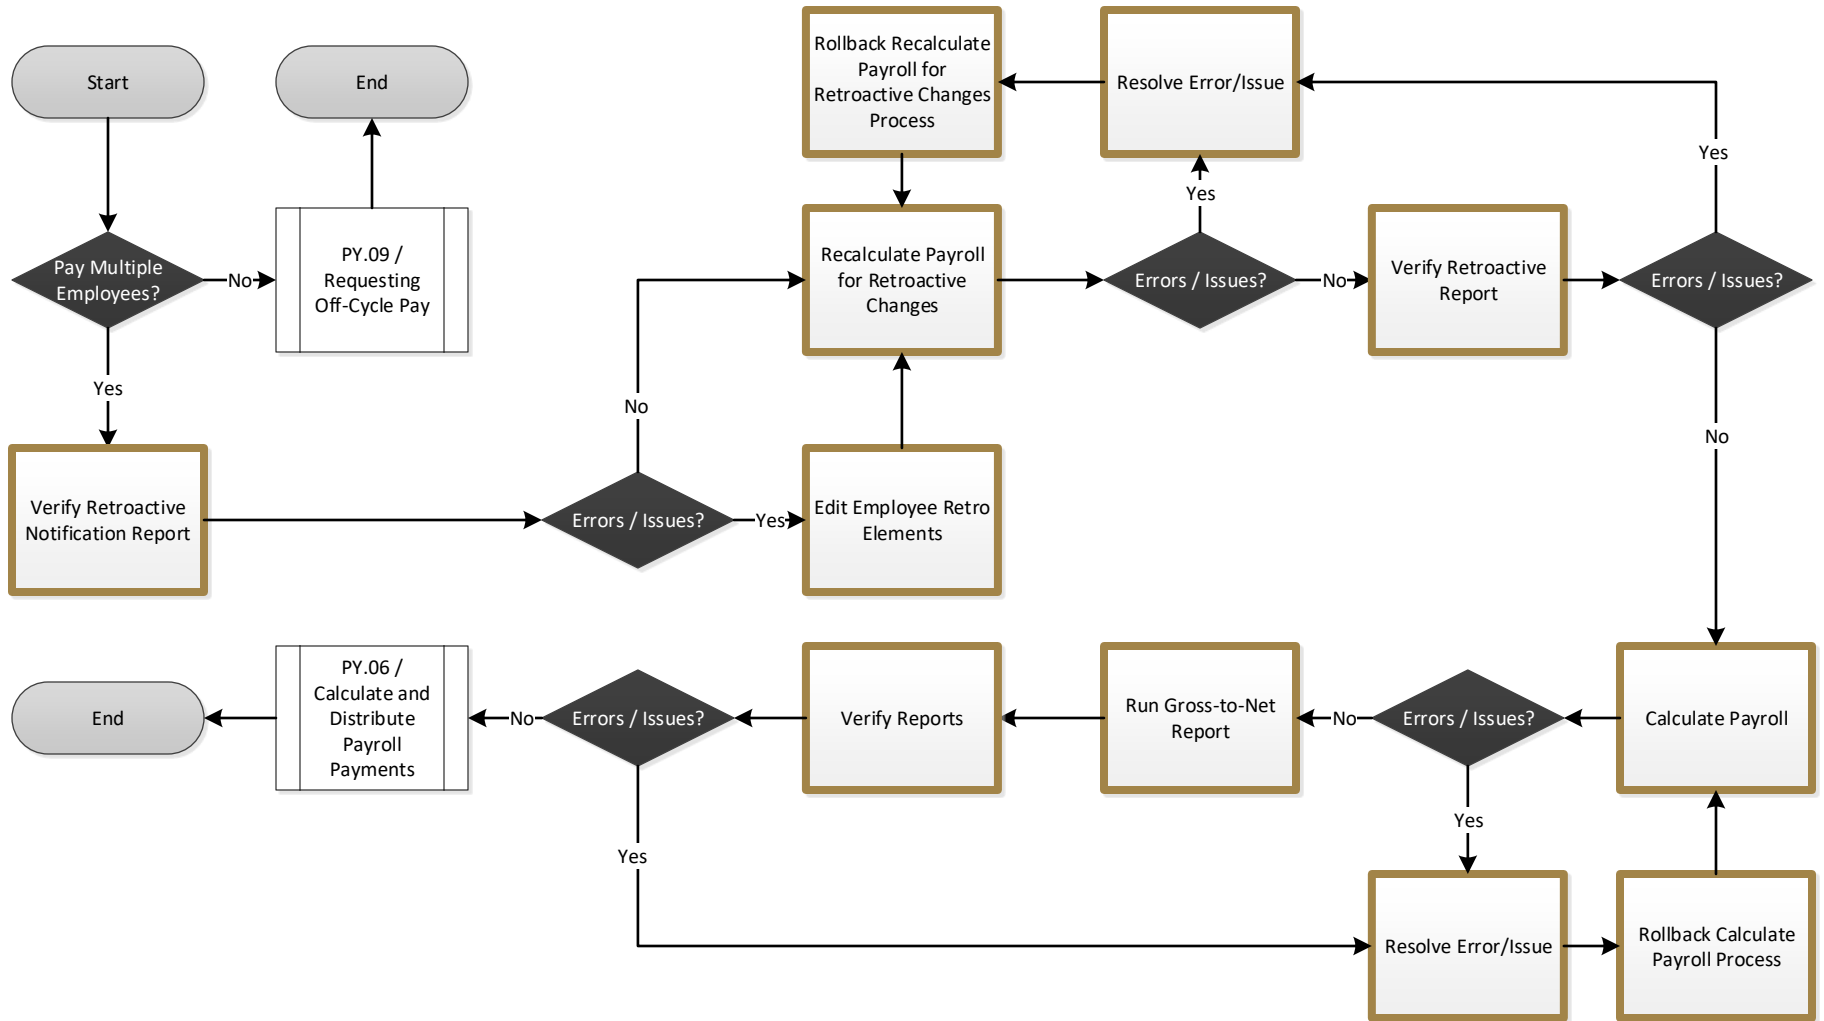 Start
End
Rollback Recalculate
Payroll for
Retroactive Changes
Process
Resolve Error/Issue
Yes
Yes
Pay Multiple
Employees?
No
PY.09 /
Requesting
Off-Cycle Pay
Recalculate Payroll
for Retroactive
Changes
Errors / Issues?
No
Verify Retroactive
Report
Errors / Issues?
Yes
No
No
Verify Retroactive
Notification Report
Errors / Issues?
Yes
Edit Employee Retro
Elements
End
PY.06 /
Calculate and
Distribute
Payroll
Payments
No
Errors / Issues?
Verify Reports
Run Gross-to-Net
Report
No
Errors / Issues?
Calculate Payroll
Yes
Yes
Resolve Error/Issue
Rollback Calculate
Payroll Process